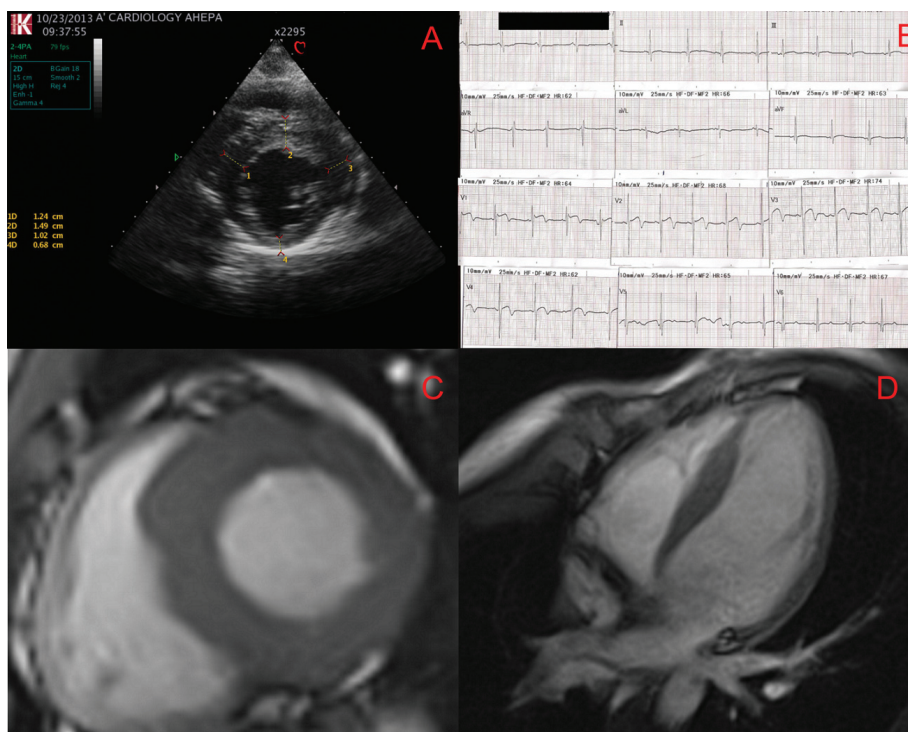 10/23/2013 A' CARDIOLOGY AHEPA
09:37:55
x2295
A
2-4PA 79 fps
+Heart
2D BGain 18
15 cm Smooth 2
High H Rej 4
Enh -1
Gamma 4
1
2
3
4
1D 1.24 cm
2D 1.49 cm
3D 1.02 cm
4D 0.68 cm
B
I
II
III
10mm/mV 25mm/s HF-DF-MF2 HR:62
10mm/mV 25mm/s HF-DF-MF2 HR:66
10mm/mV 25mm/s HF-DF-MF2 HR:63
aVR
aVL
aVF
10mm/mV 25mm/s HF-DF-MF2 HR:64
10mm/mV 25mm/s HF-DF-MF2 HR:68
10mm/mV 25mm/s HF-DF-MF2 HR:74
V1
V2
V3
10mm/mV 25mm/s HF-DF-MF2 HR:62
10mm/mV 25mm/s HF-DF-MF2 HR:65
10mm/mV 25mm/s HF-DF-MF2 HR:67
V4
V5
V6
C
D